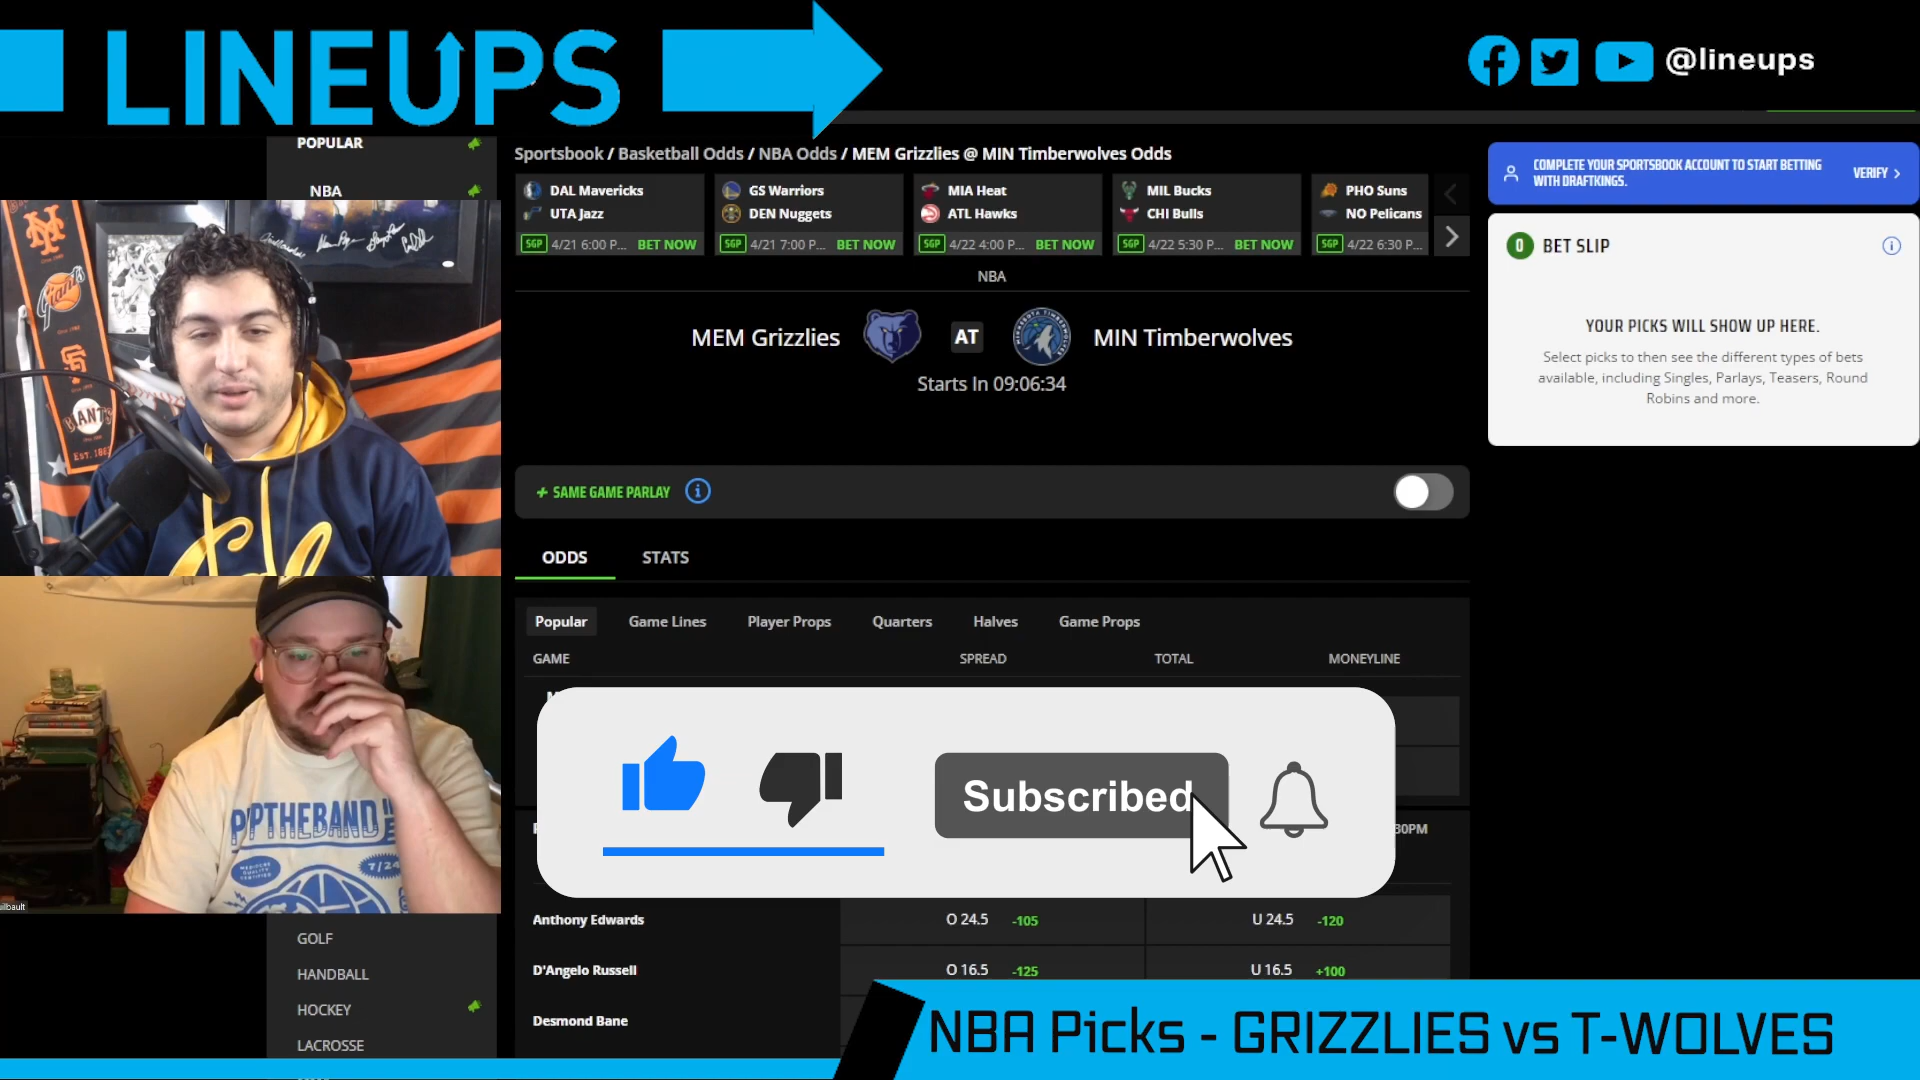 LINEUPS
@lineups
POPULAR
NBA
Sportsbook / Basketball Odds / NBA Odds / MEM Grizzlies @ MIN Timberwolves Odds
DAL Mavericks
UTA Jazz
SGP 4/21 6:00 P... BET NOW
GS Warriors
DEN Nuggets
SGP 4/21 7:00 P... BET NOW
MIA Heat
ATL Hawks
SGP 4/22 4:00 P... BET NOW
MIL Bucks
CHI Bulls
SGP 4/22 5:30 P... BET NOW
PHO Suns
NO Pelicans
SGP 4/22 6:30 P...
COMPLETE YOUR SPORTSBOOK ACCOUNT TO START BETTING
WITH DRAFTKINGS.
VERIFY
0 BET SLIP
YOUR PICKS WILL SHOW UP HERE.
Select picks to then see the different types of bets
available, including Singles, Parlays, Teasers, Round
Robins and more.
NBA
MEM Grizzlies AT MIN Timberwolves
Starts In 09:06:34
+ SAME GAME PARLAY
ODDS STATS
Popular Game Lines Player Props Quarters Halves Game Props
GAME SPREAD TOTAL MONEYLINE
Subscribed
30PM
Anthony Edwards O 24.5 -105 U 24.5 -120
D'Angelo Russell O 16.5 -125 U 16.5 +100
Desmond Bane
GOLF
HANDBALL
HOCKEY
LACROSSE
GIANTS
EST. 1883
PIPTHEBAND
7/24
NBA Picks - GRIZZLIES vs T-WOLVES